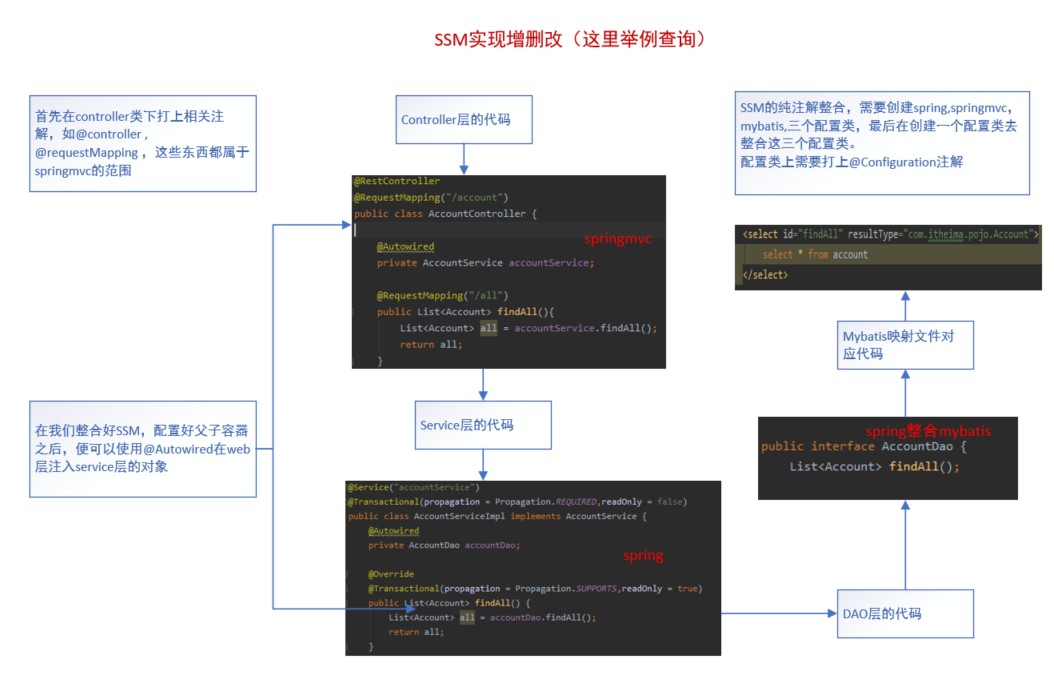 SSM实现增删改（这里举例查询）
首先在controller类下打上相关注
解，如@controller ,
@requestMapping ，这些东西都属于
springmvc的范围
Controller层的代码
@RestController
@RequestMapping("/account")
public class AccountController {
springmvc
@Autowired
private AccountService accountService;
@RequestMapping("/all")
public List<Account> findAll(){
List<Account> all = accountService.findAll();
return all;
}
在我们整合好SSM，配置好父子容器
之后，便可以使用@Autowired在web
层注入service层的对象
Service层的代码
@Service("accountService")
@Transactional(propagation = Propagation.REQUIRED,readOnly = false)
public class AccountServiceImpl implements AccountService {
@Autowired
private AccountDao accountDao;
spring
@Override
@Transactional(propagation = Propagation.SUPPORTS,readOnly = true)
public List<Account> findAll() {
List<Account> all = accountDao.findAll();
return all;
}
SSM的纯注解整合，需要创建spring,springmvc，
mybatis,三个配置类，最后在创建一个配置类去
整合这三个配置类。
配置类上需要打上@Configuration注解
<select id="findAll" resultType="com.itheima.pojo.Account">
select * from account
</select>
Mybatis映射文件对
应代码
spring整合mybatis
public interface AccountDao {
List<Account> findAll();
DAO层的代码